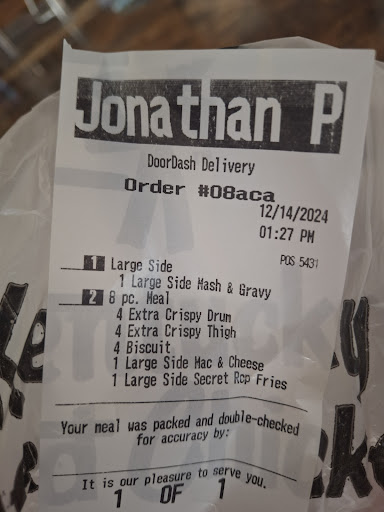 Jonathan P
DoorDash Delivery
Order #08aca
12/14/2024
01:27 PM
POS 5431
1 Large Side
1 Large Side Mash & Gravy
2 8 pc. Meal
4 Extra Crispy Drum
4 Extra Crispy Thigh
4 Biscuit
1 Large Side Mac & Cheese
1 Large Side Secret Rcp Fries
Your meal was packed and double-checked
for accuracy by:
It is our pleasure to serve you.
1 OF 1